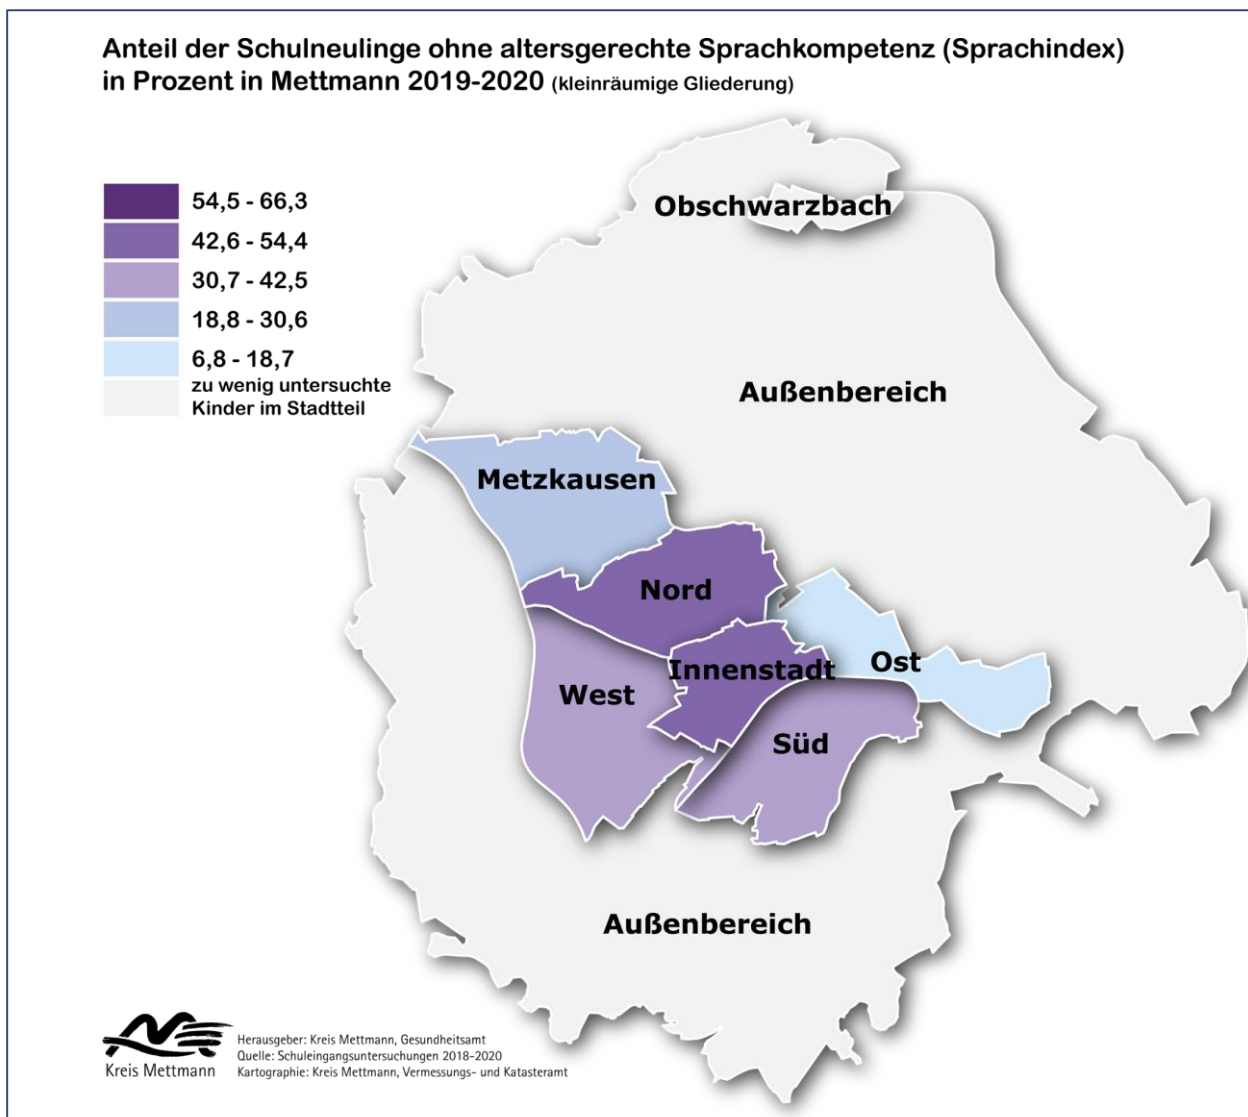 Anteil der Schulneulinge ohne altersgerechte Sprachkompetenz (Sprachindex)
in Prozent in Mettmann 2019-2020 (kleinräumige Gliederung)
54,5 - 66,3
42,6 - 54,4
30,7 - 42,5
18,8 - 30,6
6,8 - 18,7
zu wenig untersuchte
Kinder im Stadtteil
Obschwarzbach
Außenbereich
Metzkausen
Nord
Innenstadt
Ost
West
Süd
Außenbereich
Kreis Mettmann
Herausgeber: Kreis Mettmann, Gesundheitsamt
Quelle: Schuleingangsuntersuchungen 2018-2020
Kartographie: Kreis Mettmann, Vermessungs- und Katasteramt